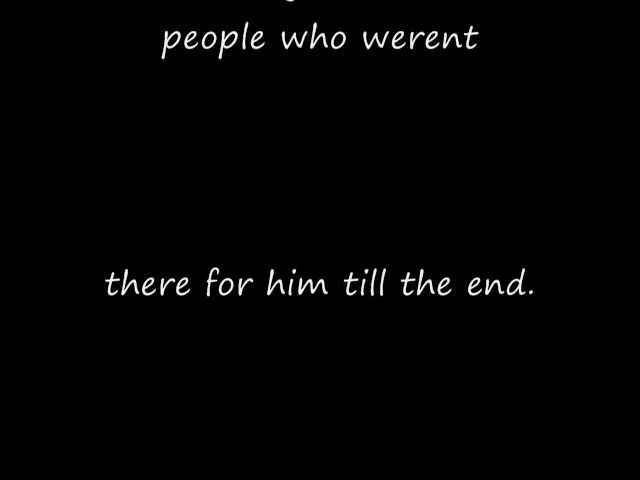 people who werent
there for him till the end.